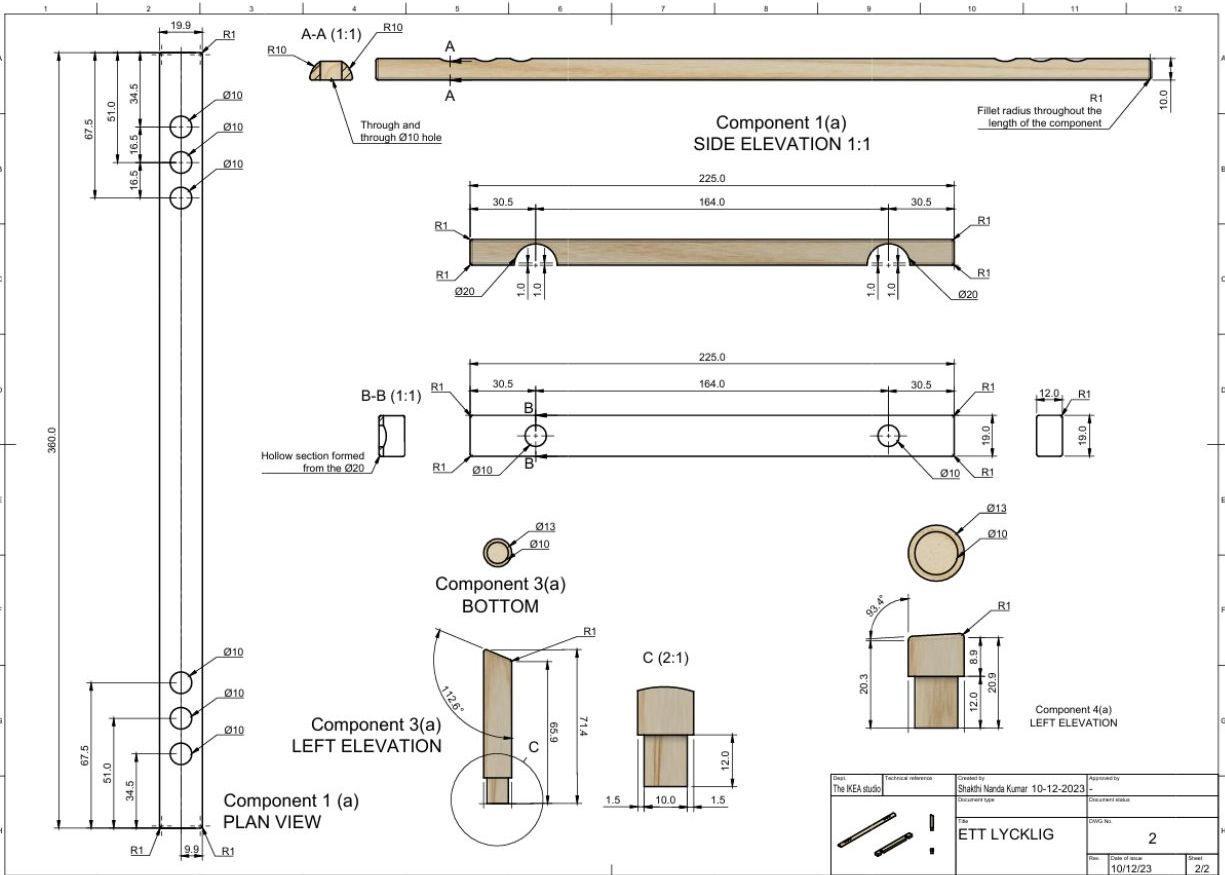 1 2 3 4 5 6 7 8 9 10 11 12
19.9
R1
34.5
51.0
67.5
16.5
16.5
Ø10
Ø10
Ø10
360.0
Ø10
Ø10
Ø10
67.5
51.0
34.5
R1
9.9
R1
Component 1 (a)
PLAN VIEW
A-A (1:1)
R10
R10
Through and
through Ø10 hole
A
A
10.0
R1
Fillet radius throughout the
length of the component
Component 1(a)
SIDE ELEVATION 1:1
225.0
30.5
164.0
30.5
R1
R1
R1
R1
Ø20
1.0
1.0
1.0
1.0
Ø20
225.0
30.5
164.0
30.5
B-B (1:1)
R1
R1
B
B
Hollow section formed
from the Ø20
R1
Ø10
Ø10
R1
19.0
12.0
R1
19.0
Ø13
Ø10
Component 3(a)
BOTTOM
Ø13
Ø10
R1
112.6°
65.9
71.4
C
Component 3(a)
LEFT ELEVATION
C (2:1)
12.0
1.5
10.0
1.5
93.4°
R1
20.3
8.9
12.0
20.9
Component 4(a)
LEFT ELEVATION
Dept.
The IKEA studio
Technical reference
Created by
Shakthi Nanda Kumar 10-12-2023
Approved by
-
Document type
Document status
Title
ETT LYCKLIG
DWG No.
2
Rev.
Date of issue
10/12/23
Sheet
2/2